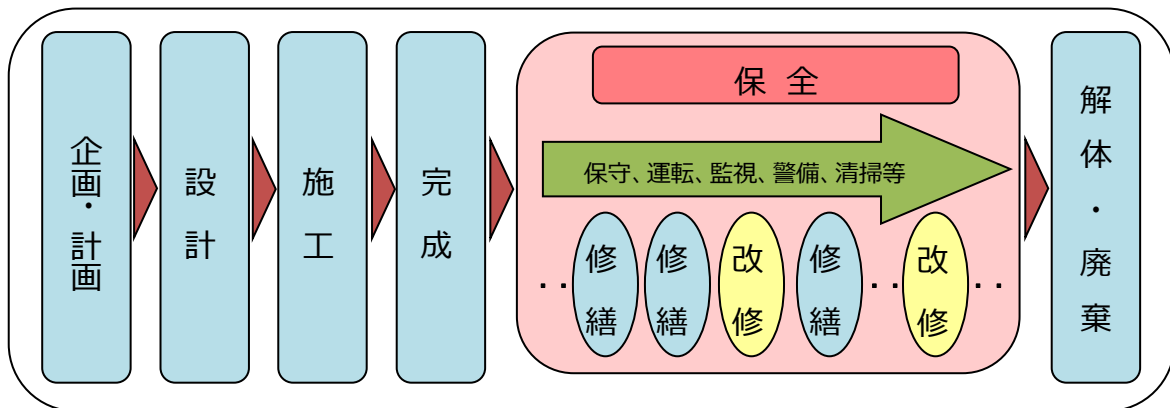 企画・計画
設計
施工
完成
保全
保守、運転、監視、警備、清掃等
・・
修繕
修繕
改修
修繕
・・
改修
・・
解体・廃棄